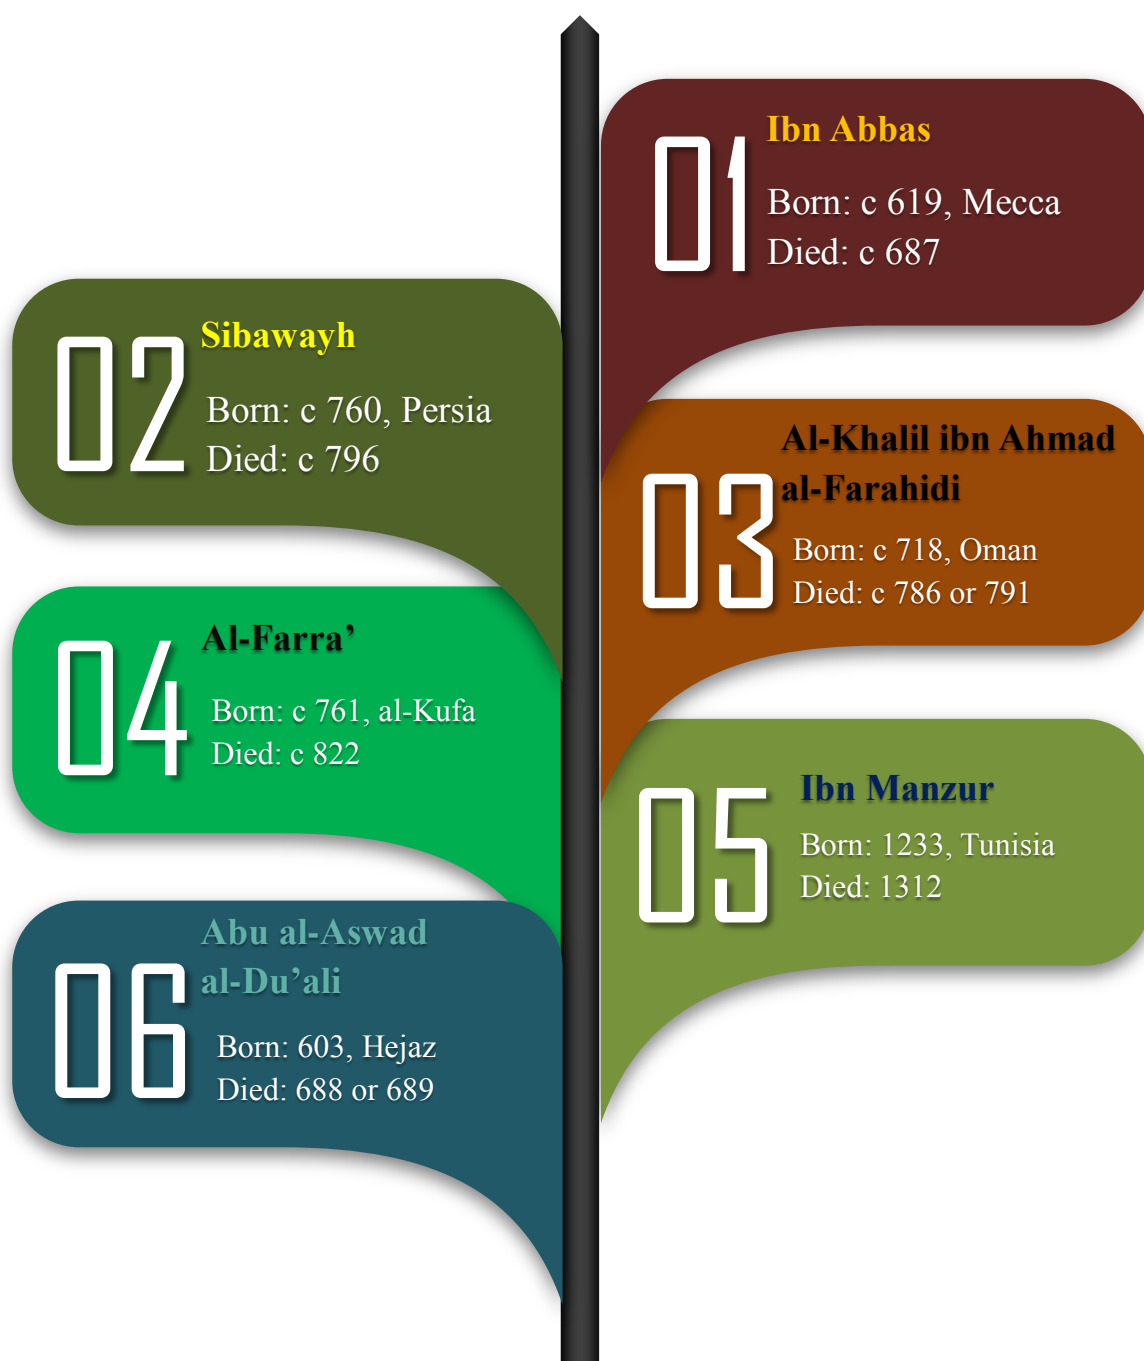 01
Ibn Abbas
Born: c 619, Mecca
Died: c 687
02
Sibawayh
Born: c 760, Persia
Died: c 796
03
Al-Khalil ibn Ahmad
al-Farahidi
Born: c 718, Oman
Died: c 786 or 791
04
Al-Farra’
Born: c 761, al-Kufa
Died: c 822
05
Ibn Manzur
Born: 1233, Tunisia
Died: 1312
06
Abu al-Aswad
al-Du’ali
Born: 603, Hejaz
Died: 688 or 689